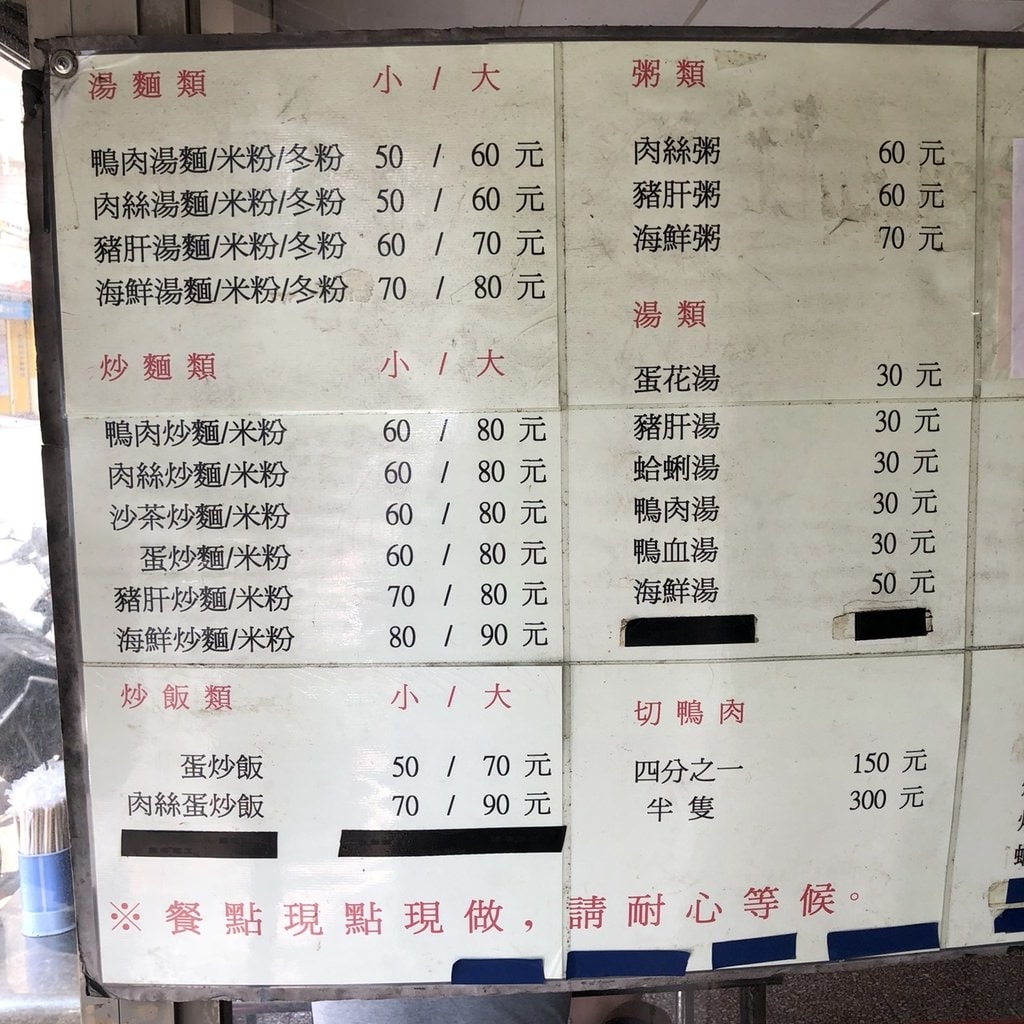 湯麵類 小 / 大
鴨肉湯麵/米粉/冬粉 50 / 60 元
肉絲湯麵/米粉/冬粉 50 / 60 元
豬肝湯麵/米粉/冬粉 60 / 70 元
海鮮湯麵/米粉/冬粉 70 / 80 元
炒麵類 小 / 大
鴨肉炒麵/米粉 60 / 80 元
肉絲炒麵/米粉 60 / 80 元
沙茶炒麵/米粉 60 / 80 元
蛋炒麵/米粉 60 / 80 元
豬肝炒麵/米粉 70 / 80 元
海鮮炒麵/米粉 80 / 90 元
炒飯類 小 / 大
蛋炒飯 50 / 70 元
肉絲蛋炒飯 70 / 90 元
粥類
肉絲粥 60 元
豬肝粥 60 元
海鮮粥 70 元
湯類
蛋花湯 30 元
豬肝湯 30 元
蛤蜊湯 30 元
鴨肉湯 30 元
鴨血湯 30 元
海鮮湯 50 元
切鴨肉
四分之一 150 元
半隻 300 元
※餐點現點現做，請耐心等候。